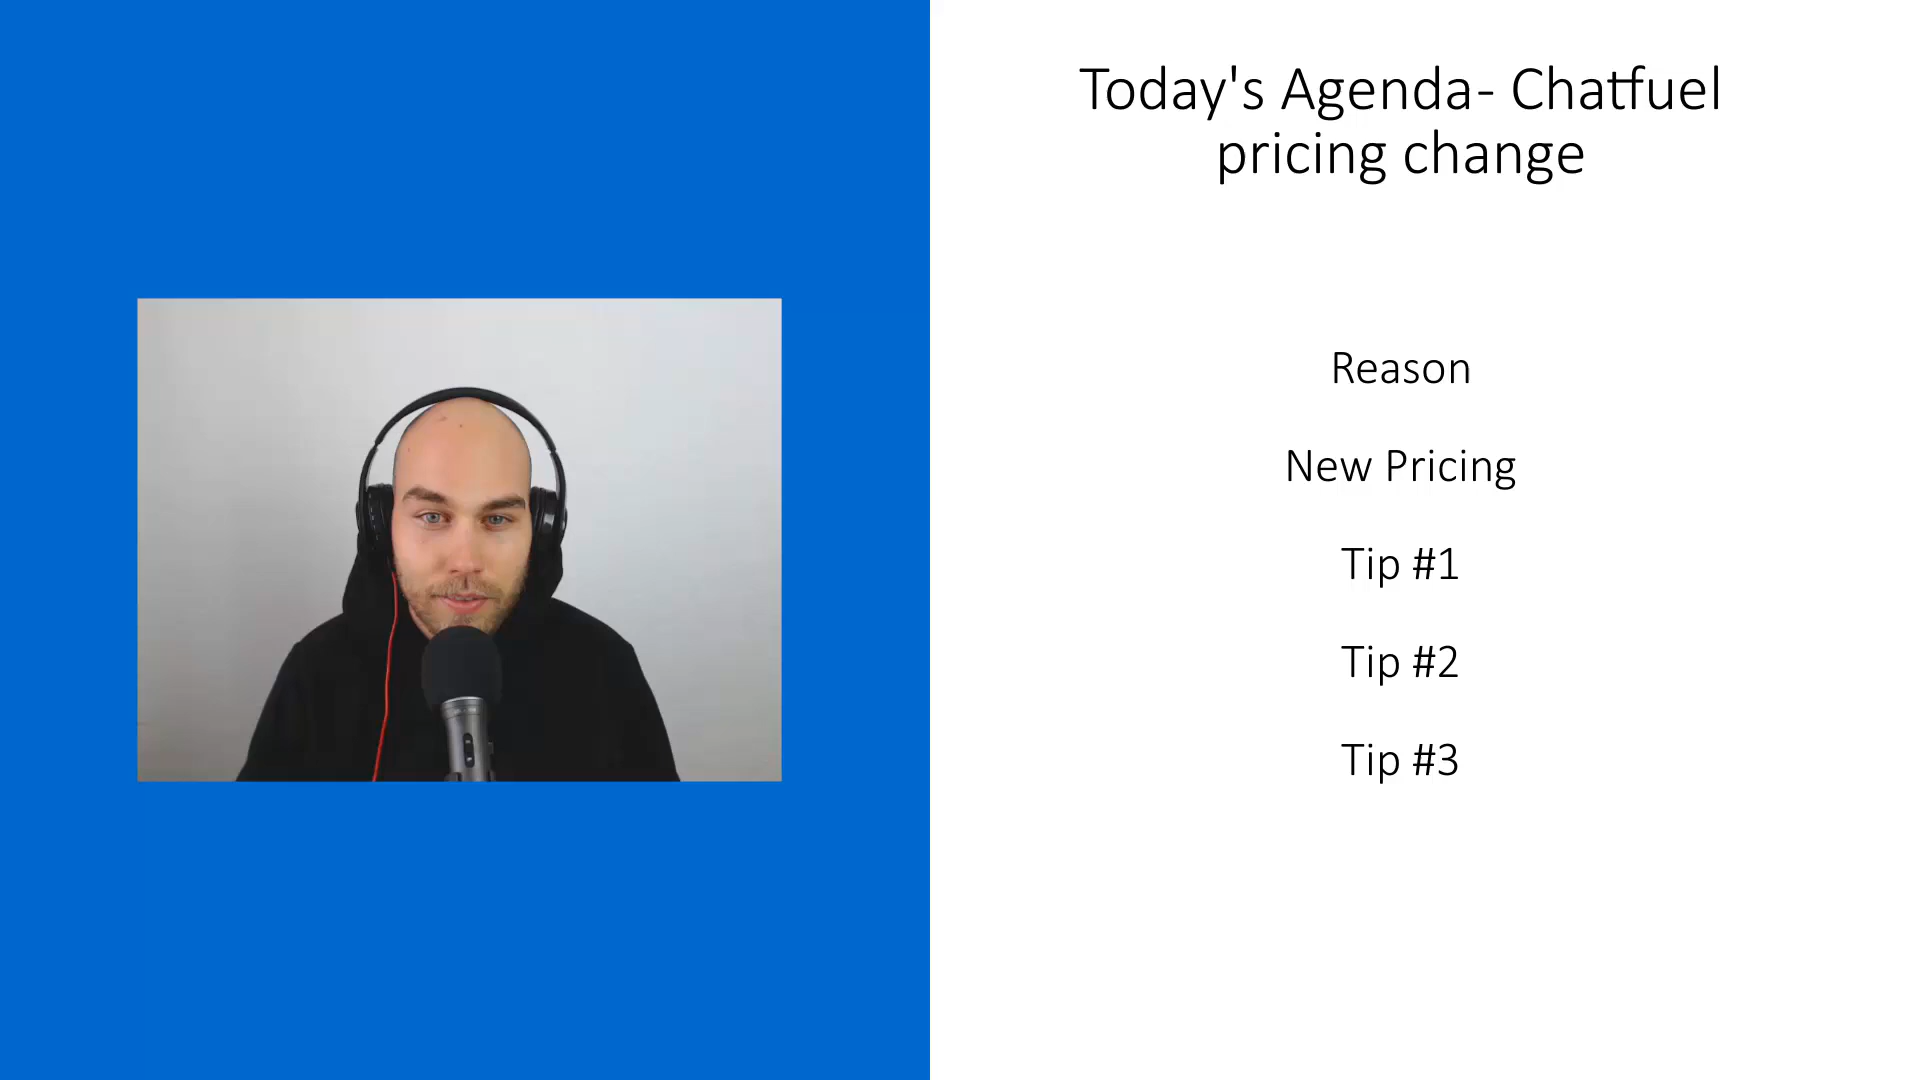 Today's Agenda- Chatfuel
pricing change
Reason
New Pricing
Tip #1
Tip #2
Tip #3